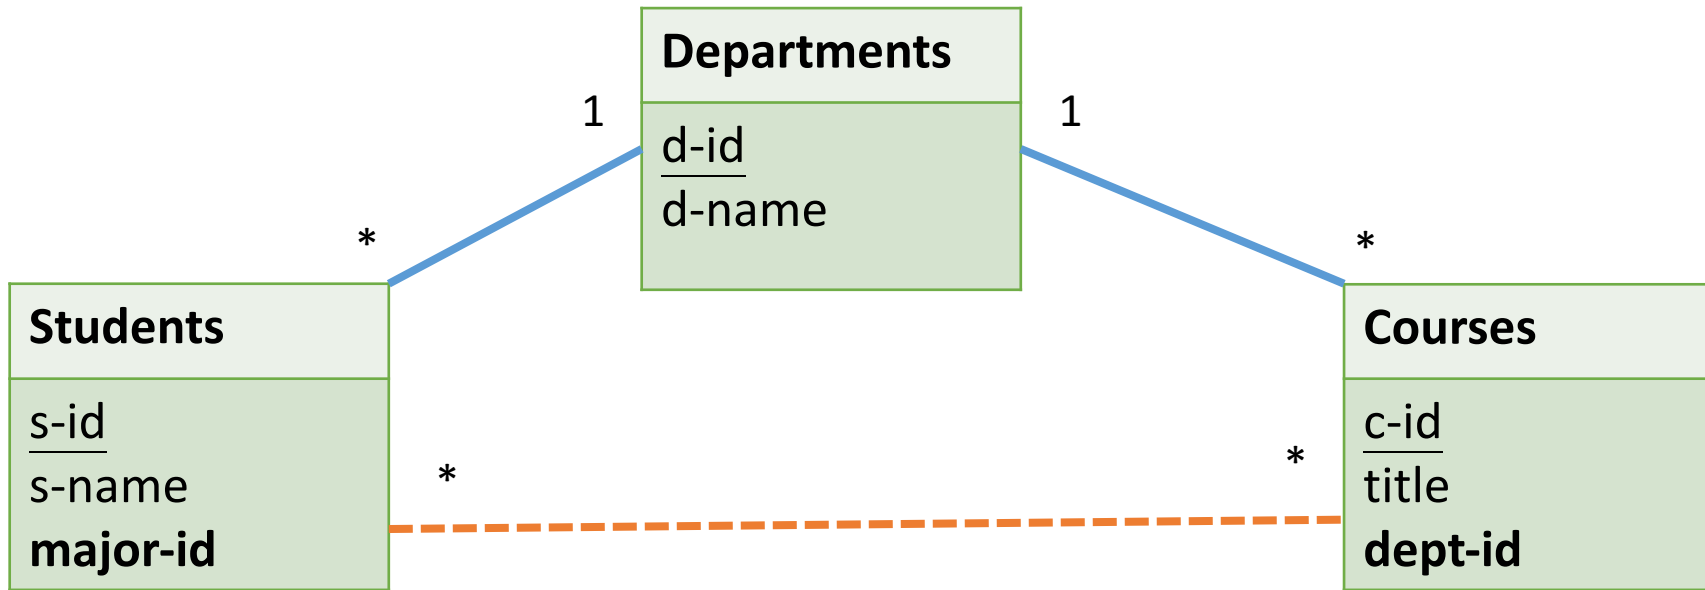 Departments
1
1
d-id
d-name
*
*
Students
Courses
s-id
c-id
*
*
s-name
title
major-id
dept-id